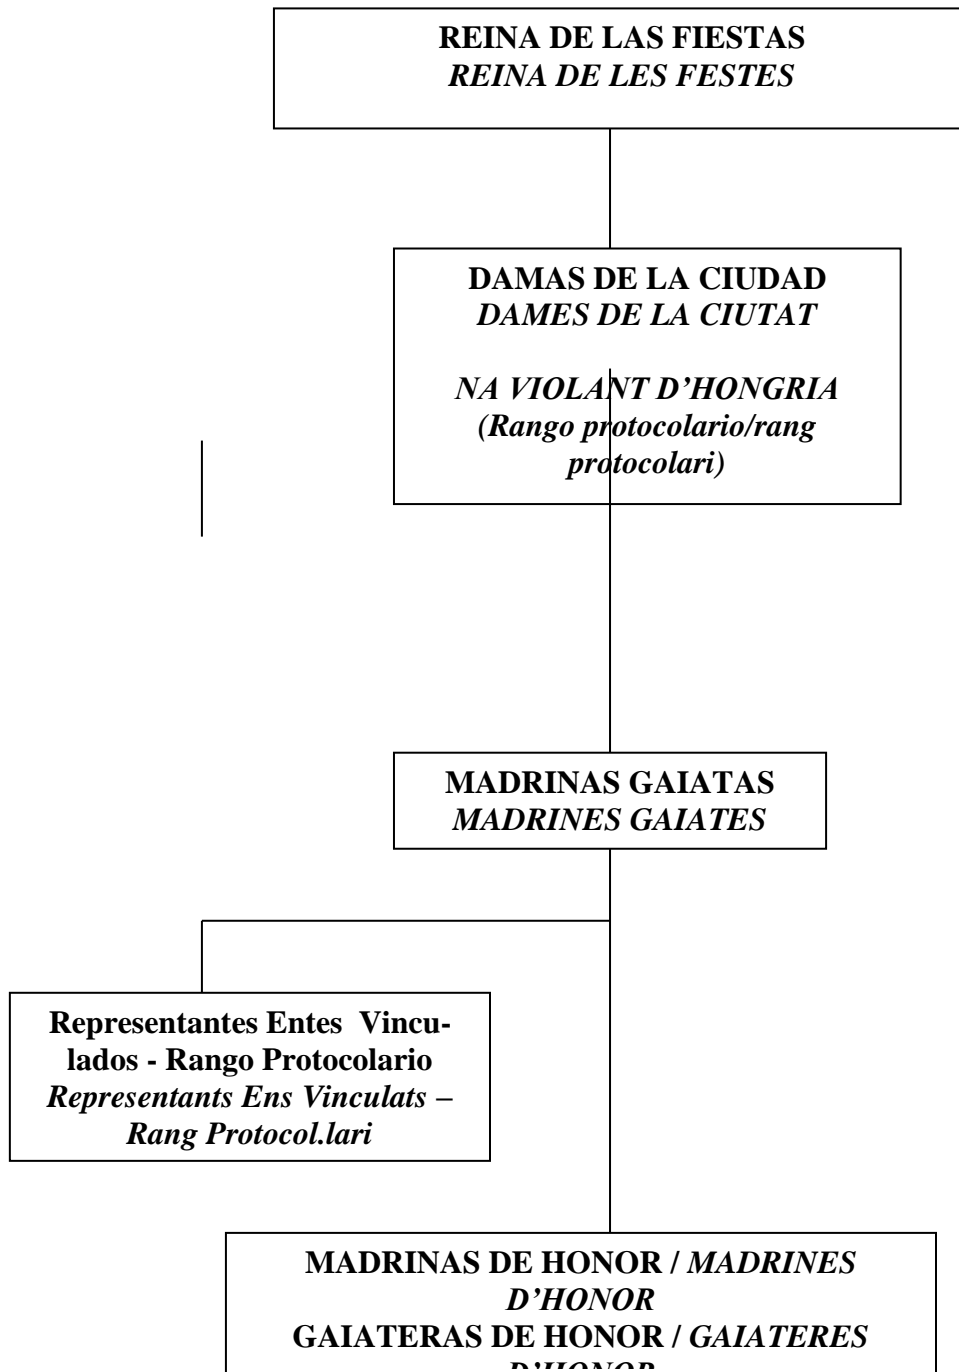 REINA DE LAS FIESTAS
REINA DE LES FESTES
DAMAS DE LA CIUDAD
DAMES DE LA CIUTAT
NA VIOLANT D’HONGRIA
(Rango protocolario/rang
protocolari)
MADRINAS GAIATAS
MADRINES GAIATES
Representantes Entes  Vincu-
lados - Rango Protocolario
Representants Ens Vinculats –
Rang Protocol.lari
MADRINAS DE HONOR / MADRINES
D’HONOR
GAIATERAS DE HONOR / GAIATERES
D’HONOR